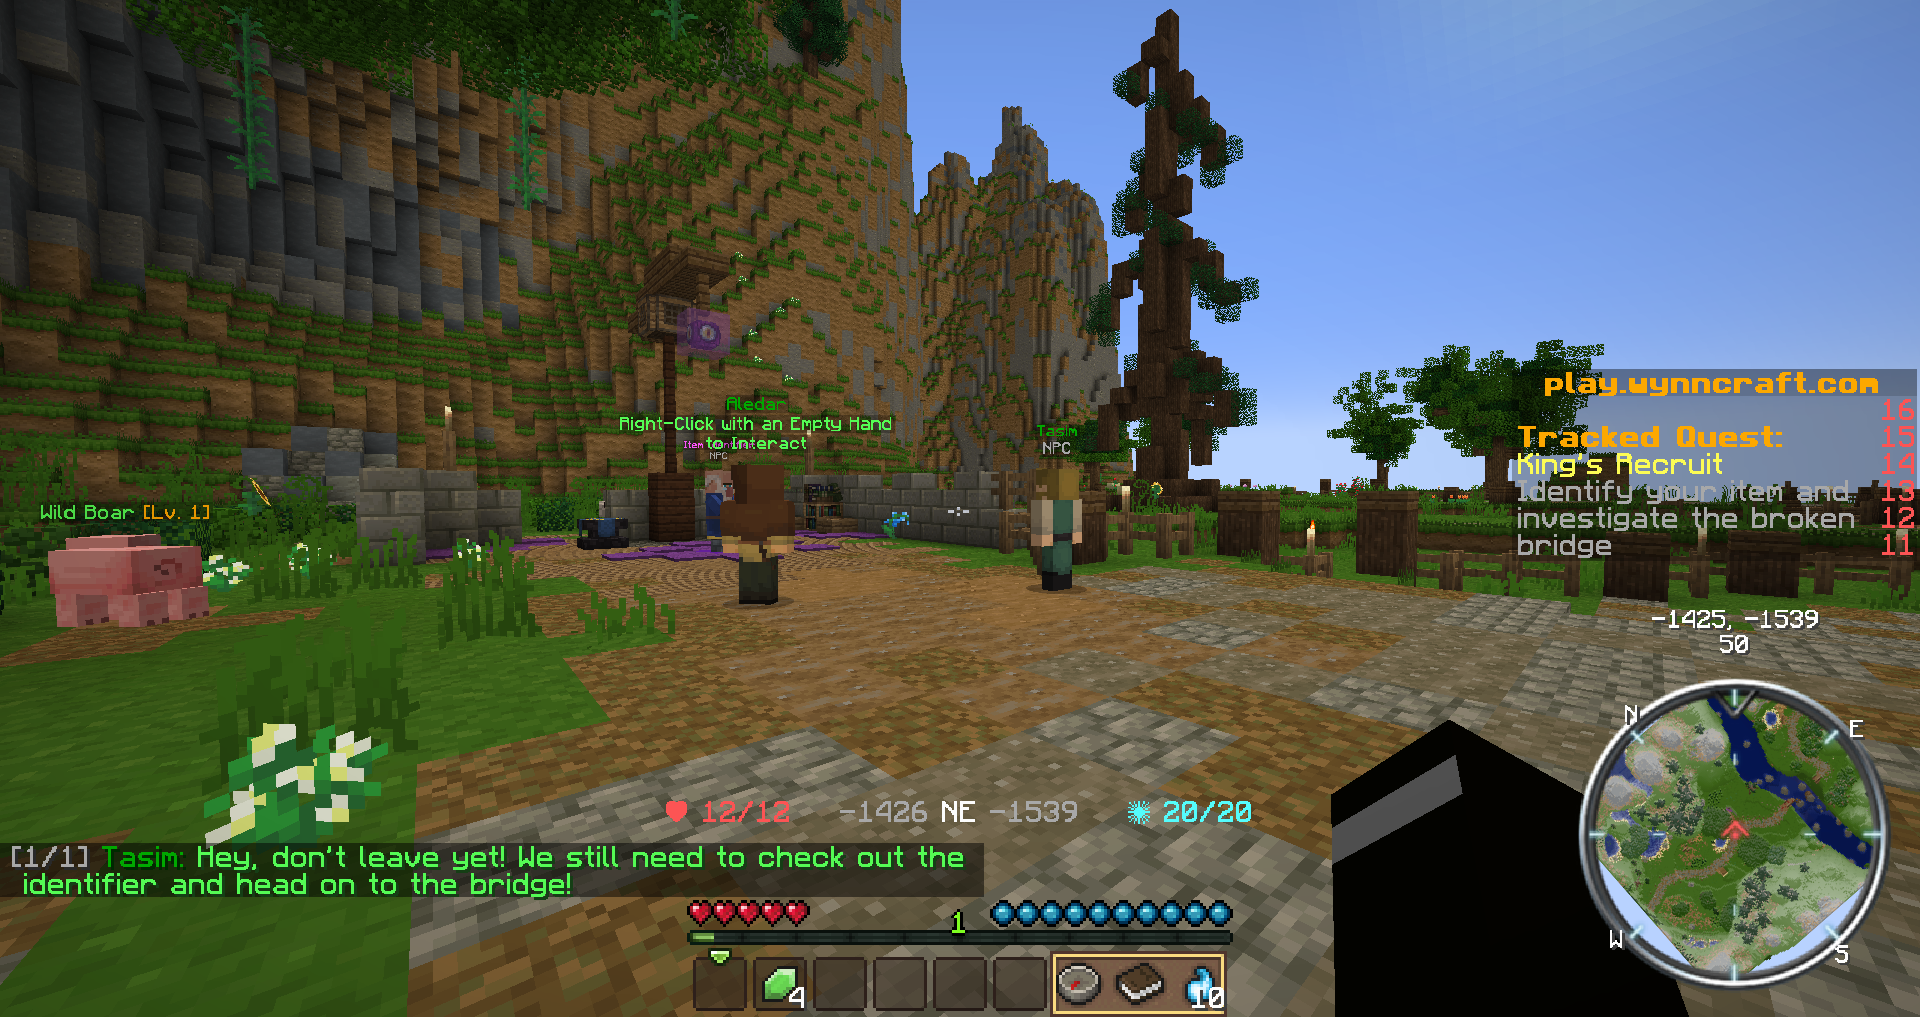 play.wynncraft.com
16
Tracked Quest:
15
King's Recruit
14
Identify your item and
13
investigate the broken
12
bridge
11
Aledar
Right-Click with an Empty Hand
to Interact
Item
NPC
Tasim
NPC
Wild Boar [Lv. 1]
-1425, -1539
50
N
E
W
S
12/12
-1426 NE -1539
20/20
[1/1] Tasim: Hey, don't leave yet! We still need to check out the
identifier and head on to the bridge!
1
4
10